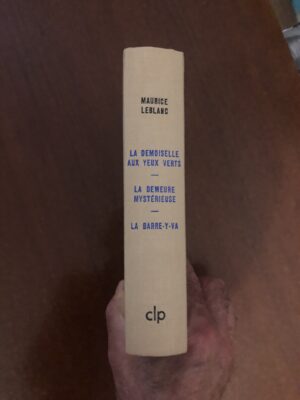 MAURICE
LEBLANC
LA DEMOISELLE
AUX YEUX VERTS
—
LA DEMEURE
MYSTÉRIEUSE
—
LA BARRE-Y-VA
clp